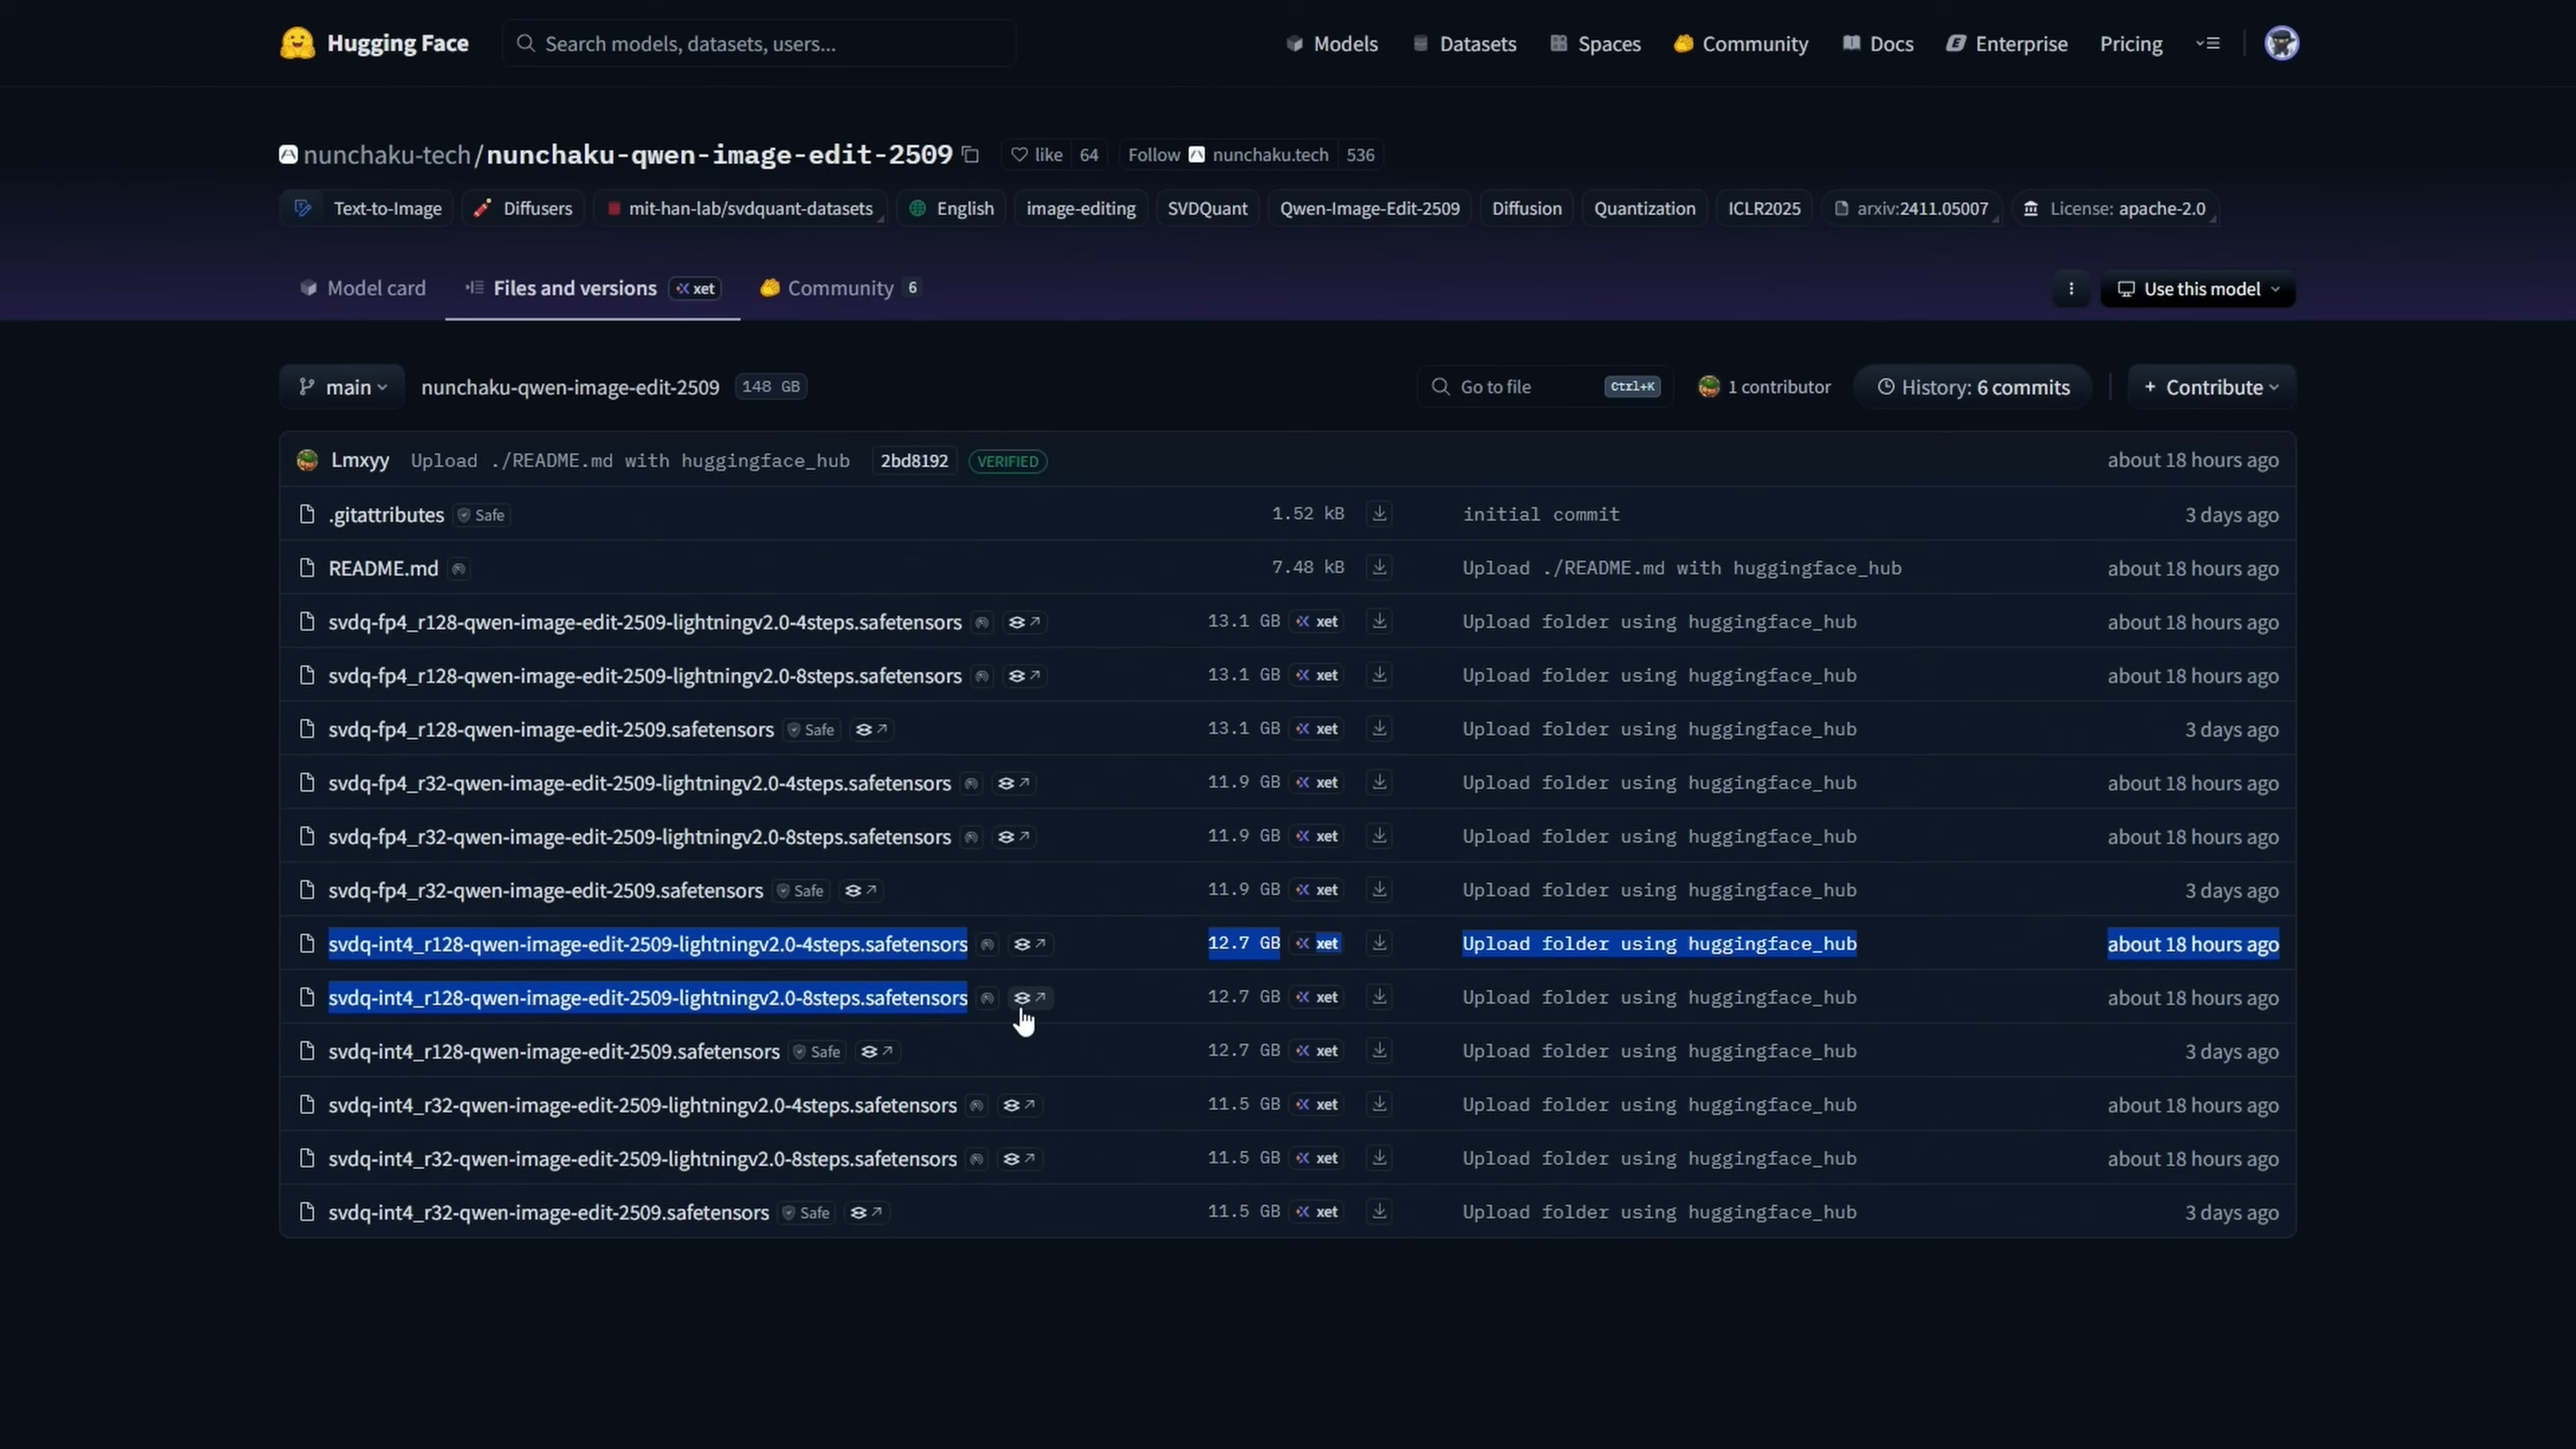 Hugging Face Search models, datasets, users... Models Datasets Spaces Community Docs Enterprise Pricing
nunchaku-tech/nunchaku-qwen-image-edit-2509 like 64 Follow nunchaku.tech 536
Text-to-Image Diffusers mit-han-lab/svdquant-datasets English image-editing SVDQuant Qwen-Image-Edit-2509 Diffusion Quantization ICLR2025 arxiv:2411.05007 License: apache-2.0
Model card Files and versions xet Community 6 Use this model
main nunchaku-qwen-image-edit-2509 148 GB Go to file Ctrl+K 1 contributor History: 6 commits + Contribute
Lmxyy Upload ./README.md with huggingface_hub 2bd8192 VERIFIED about 18 hours ago
.gitattributes Safe 1.52 kB initial commit 3 days ago
README.md 7.48 kB Upload ./README.md with huggingface_hub about 18 hours ago
svdq-fp4_r128-qwen-image-edit-2509-lightningv2.0-4steps.safetensors 13.1 GB xet Upload folder using huggingface_hub about 18 hours ago
svdq-fp4_r128-qwen-image-edit-2509-lightningv2.0-8steps.safetensors 13.1 GB xet Upload folder using huggingface_hub about 18 hours ago
svdq-fp4_r128-qwen-image-edit-2509.safetensors Safe 13.1 GB xet Upload folder using huggingface_hub 3 days ago
svdq-fp4_r32-qwen-image-edit-2509-lightningv2.0-4steps.safetensors 11.9 GB xet Upload folder using huggingface_hub about 18 hours ago
svdq-fp4_r32-qwen-image-edit-2509-lightningv2.0-8steps.safetensors 11.9 GB xet Upload folder using huggingface_hub about 18 hours ago
svdq-fp4_r32-qwen-image-edit-2509.safetensors Safe 11.9 GB xet Upload folder using huggingface_hub 3 days ago
svdq-int4_r128-qwen-image-edit-2509-lightningv2.0-4steps.safetensors 12.7 GB xet Upload folder using huggingface_hub about 18 hours ago
svdq-int4_r128-qwen-image-edit-2509-lightningv2.0-8steps.safetensors 12.7 GB xet Upload folder using huggingface_hub about 18 hours ago
svdq-int4_r128-qwen-image-edit-2509.safetensors Safe 12.7 GB xet Upload folder using huggingface_hub 3 days ago
svdq-int4_r32-qwen-image-edit-2509-lightningv2.0-4steps.safetensors 11.5 GB xet Upload folder using huggingface_hub about 18 hours ago
svdq-int4_r32-qwen-image-edit-2509-lightningv2.0-8steps.safetensors 11.5 GB xet Upload folder using huggingface_hub about 18 hours ago
svdq-int4_r32-qwen-image-edit-2509.safetensors Safe 11.5 GB xet Upload folder using huggingface_hub 3 days ago